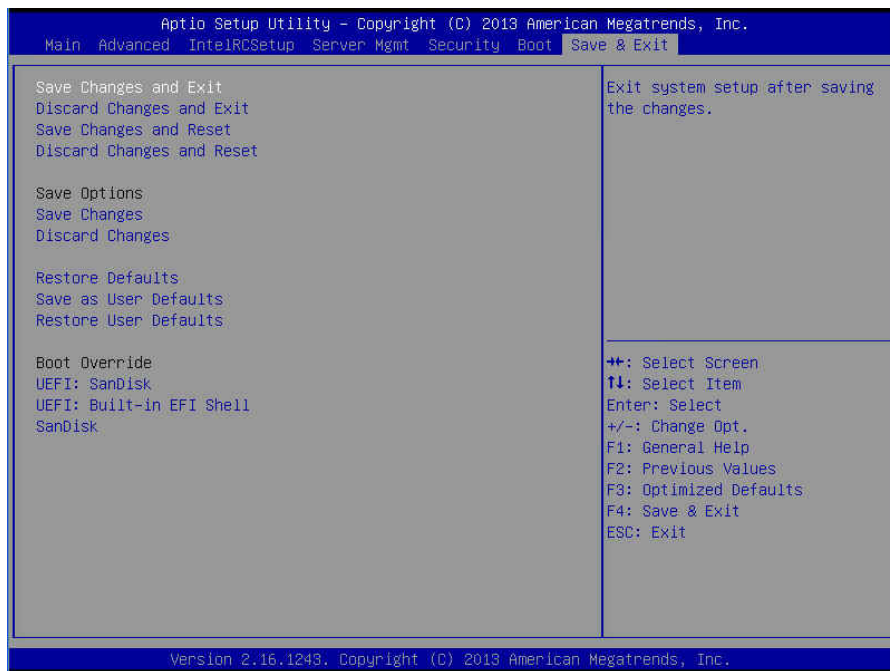 Aptio Setup Utility – Copyright (C) 2013 American Megatrends, Inc.
Main Advanced IntelRCSetup Server Mgmt Security Boot Save & Exit
Save Changes and Exit
Discard Changes and Exit
Save Changes and Reset
Discard Changes and Reset
Save Options
Save Changes
Discard Changes
Restore Defaults
Save as User Defaults
Restore User Defaults
Boot Override
UEFI: SanDisk
UEFI: Built-in EFI Shell
SanDisk
Exit system setup after saving
the changes.
→←: Select Screen
↑↓: Select Item
Enter: Select
+/-: Change Opt.
F1: General Help
F2: Previous Values
F3: Optimized Defaults
F4: Save & Exit
ESC: Exit
Version 2.16.1243. Copyright (C) 2013 American Megatrends, Inc.